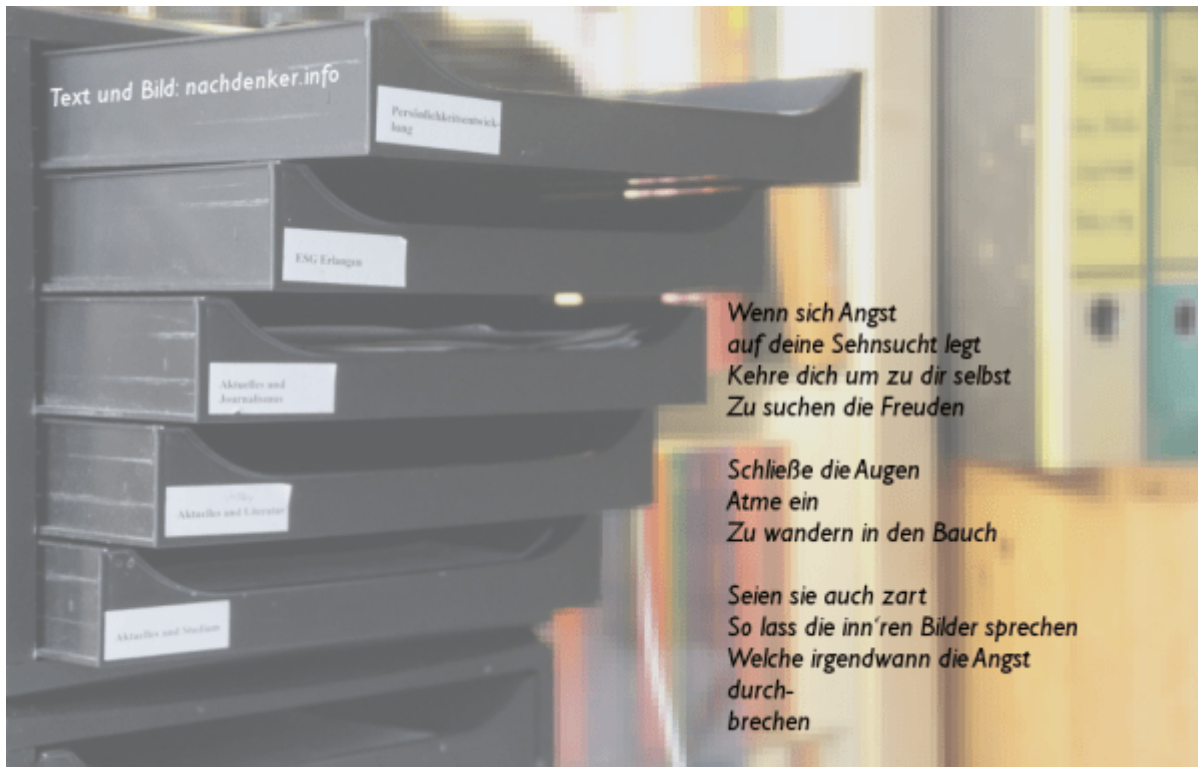 Text und Bild: nachdenker.info
Persönlichkeitsentwick-
lung
ESG Erlangen
Aktuelles und
Journalismus
Aktuelles und Literatur
Aktuelles und Studium
Wenn sich Angst
auf deine Sehnsucht legt
Kehre dich um zu dir selbst
Zu suchen die Freuden
Schließe die Augen
Atme ein
Zu wandern in den Bauch
Seien sie auch zart
So lass die inn'ren Bilder sprechen
Welche irgendwann die Angst
durch-
brechen